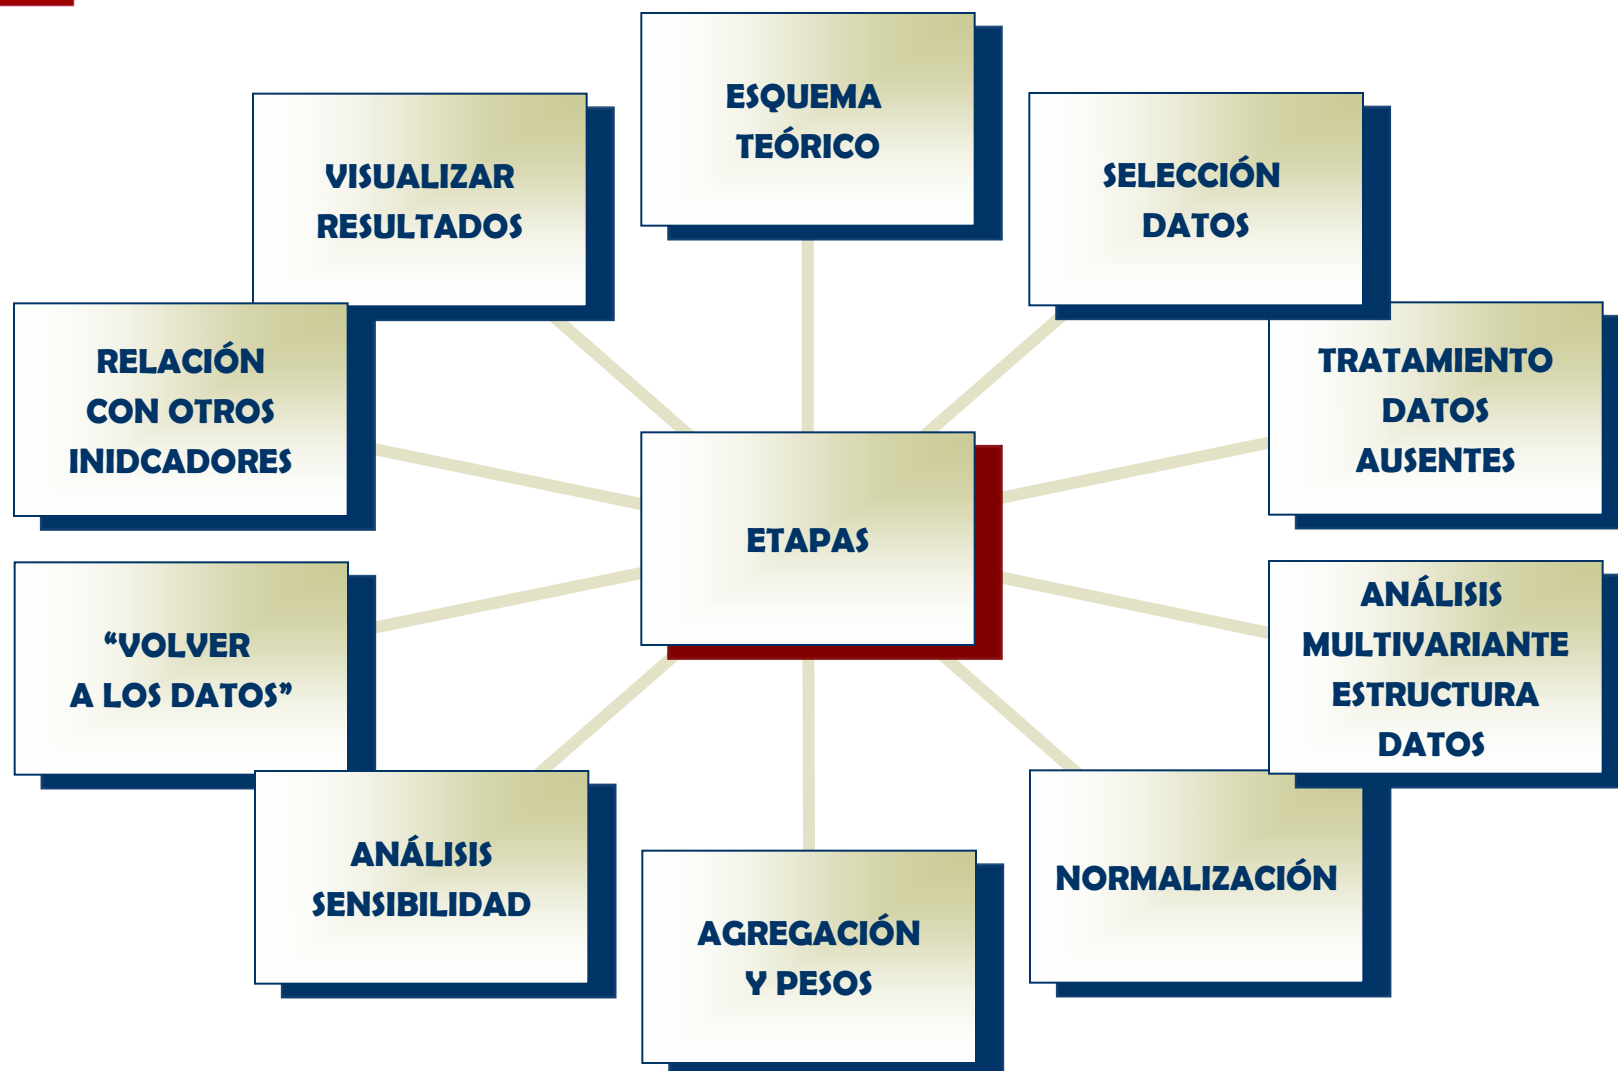 ESQUEMA
TEÓRICO
SELECCIÓN
DATOS
TRATAMIENTO
DATOS
AUSENTES
ANÁLISIS
MULTIVARIANTE
ESTRUCTURA
DATOS
NORMALIZACIÓN
AGREGACIÓN
Y PESOS
ANÁLISIS
SENSIBILIDAD
“VOLVER
A LOS DATOS”
RELACIÓN
CON OTROS
INIDCADORES
VISUALIZAR
RESULTADOS
ETAPAS